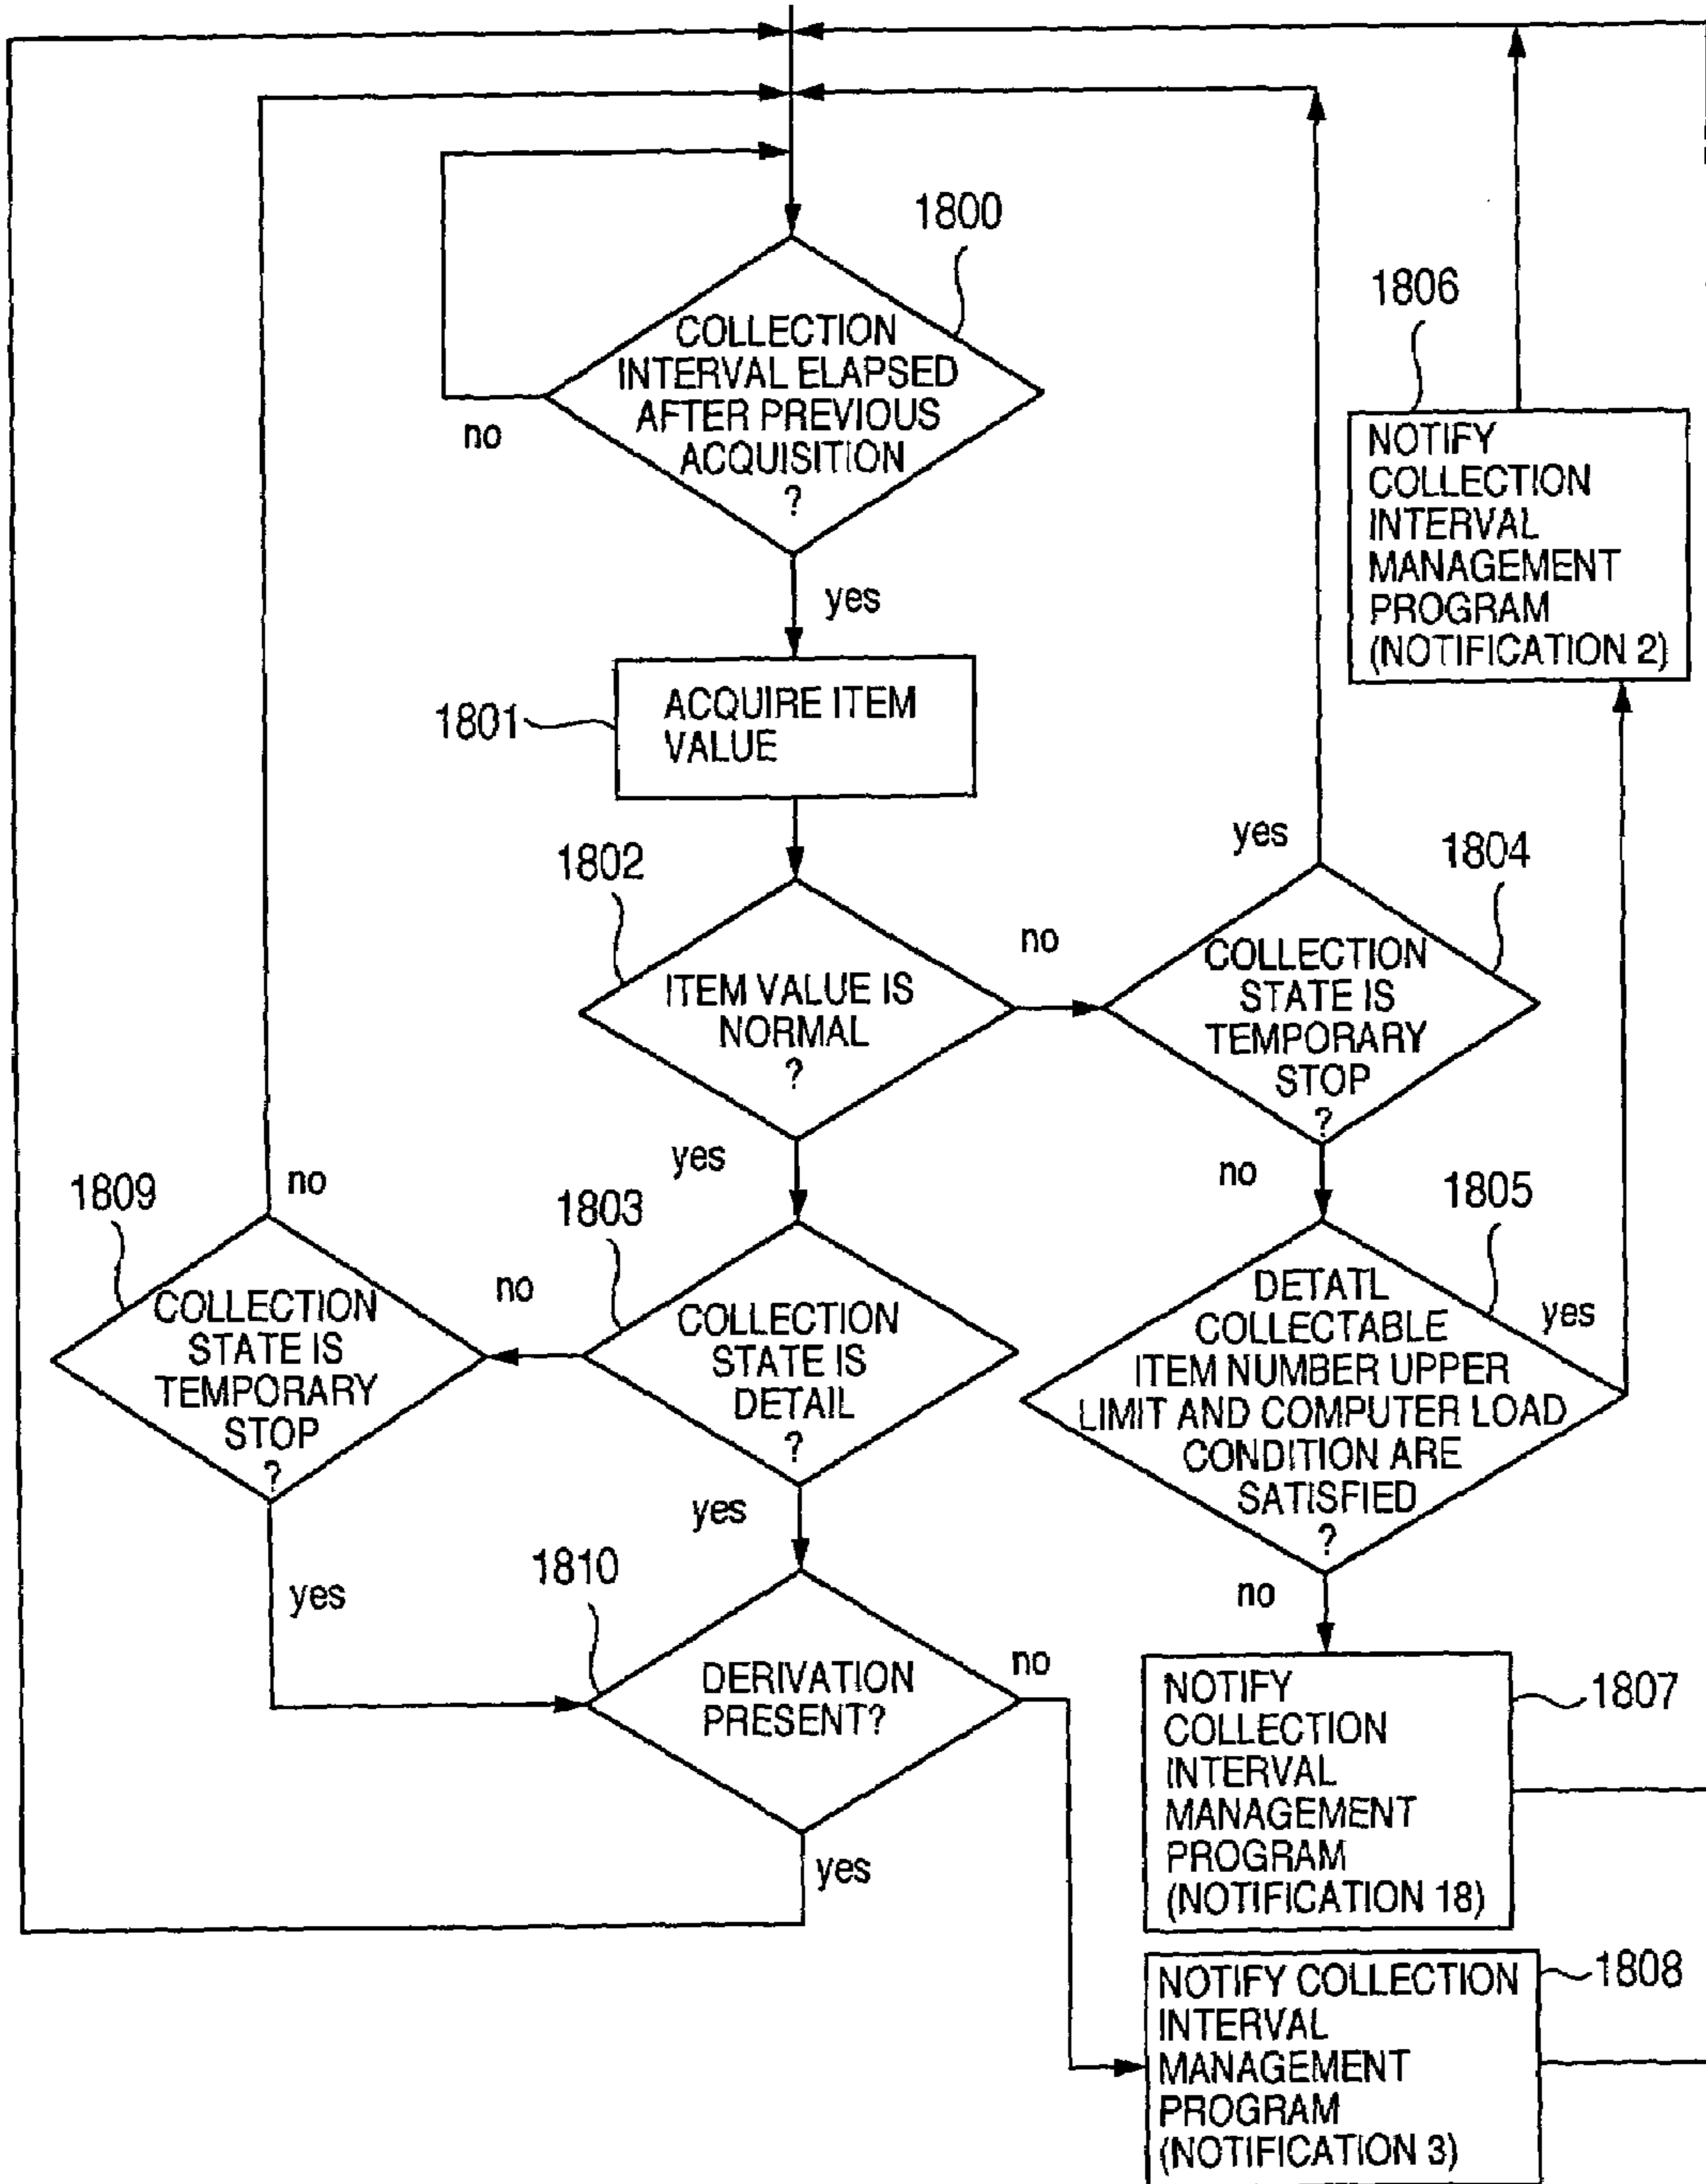 1800
COLLECTION
INTERVAL ELAPSED
AFTER PREVIOUS
ACQUISITION
?
no
yes
1806
NOTIFY
COLLECTION
INTERVAL
MANAGEMENT
PROGRAM
(NOTIFICATION 2)
1801
ACQUIRE ITEM
VALUE
1802
ITEM VALUE IS
NORMAL
?
no
yes
yes
1804
COLLECTION
STATE IS
TEMPORARY
STOP
?
no
1809
no
COLLECTION
STATE IS
TEMPORARY
STOP
?
yes
1803
no
COLLECTION
STATE IS
DETAIL
?
yes
1805
DETATL
COLLECTABLE
ITEM NUMBER UPPER
LIMIT AND COMPUTER LOAD
CONDITION ARE
SATISFIED
?
yes
no
1810
DERIVATION
PRESENT?
no
yes
NOTIFY
COLLECTION
INTERVAL
MANAGEMENT
PROGRAM
(NOTIFICATION 18)
1807
NOTIFY COLLECTION
INTERVAL
MANAGEMENT
PROGRAM
(NOTIFICATION 3)
1808